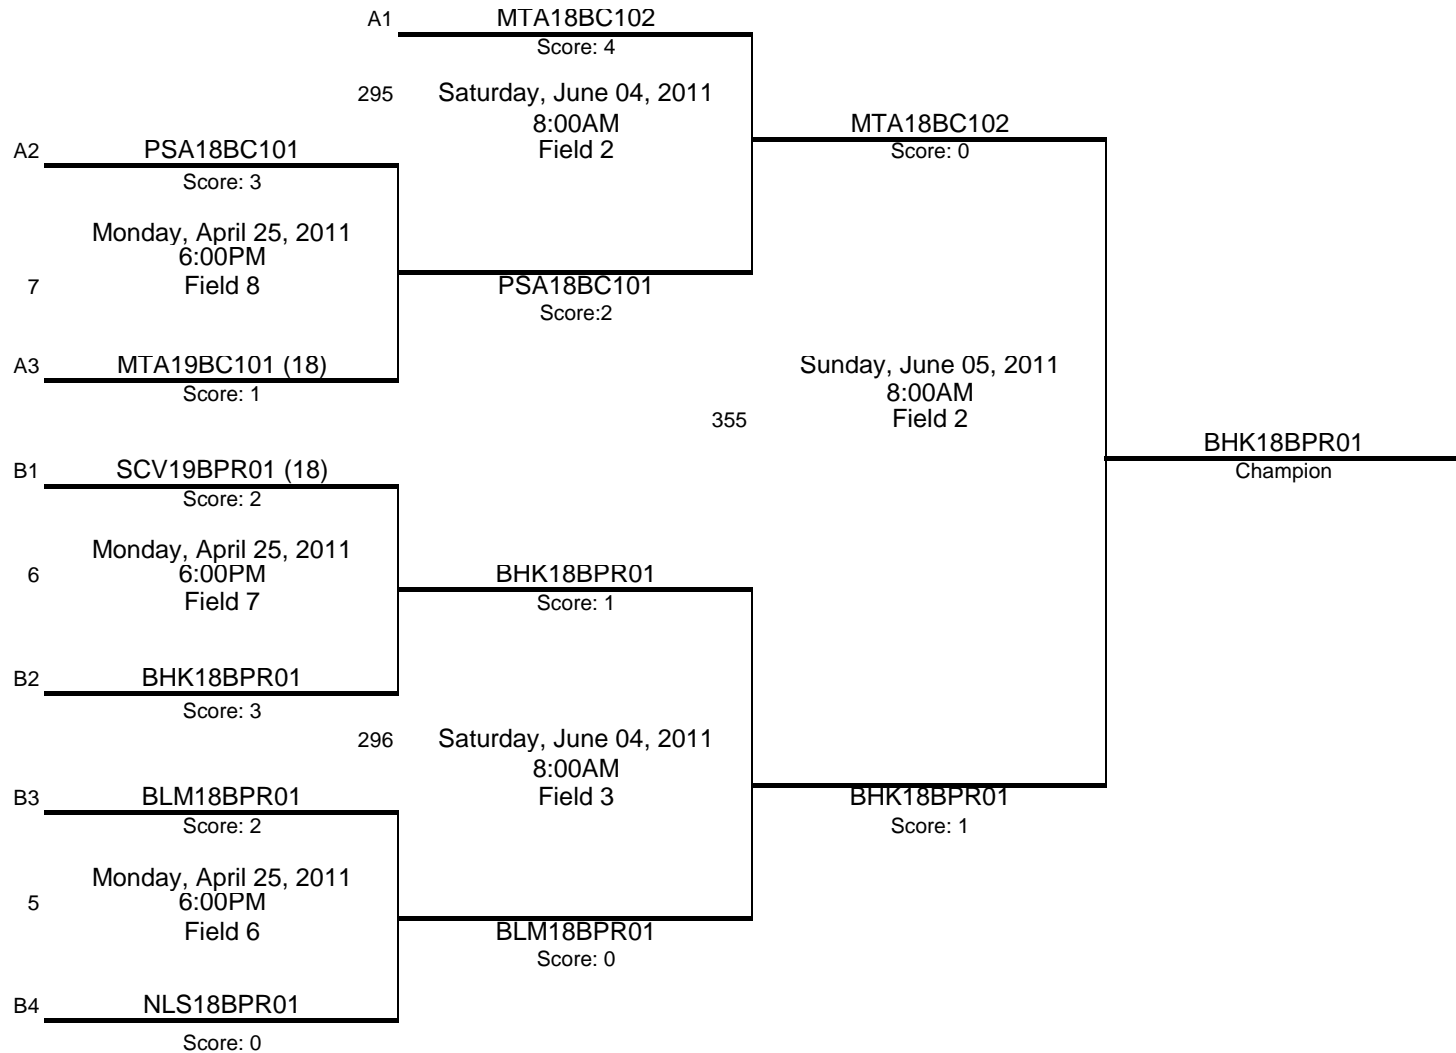 A1 MTA18BC102
Score: 4
295 Saturday, June 04, 2011
8:00AM
Field 2
MTA18BC102
Score: 0
A2 PSA18BC101
Score: 3
Monday, April 25, 2011
6:00PM
7 Field 8
PSA18BC101
Score:2
A3 MTA19BC101 (18)
Score: 1
Sunday, June 05, 2011
8:00AM
355 Field 2
BHK18BPR01
Champion
B1 SCV19BPR01 (18)
Score: 2
Monday, April 25, 2011
6 6:00PM
Field 7
BHK18BPR01
Score: 1
B2 BHK18BPR01
Score: 3
296 Saturday, June 04, 2011
8:00AM
Field 3
BHK18BPR01
Score: 1
B3 BLM18BPR01
Score: 2
Monday, April 25, 2011
5 6:00PM
Field 6
BLM18BPR01
Score: 0
B4 NLS18BPR01
Score: 0